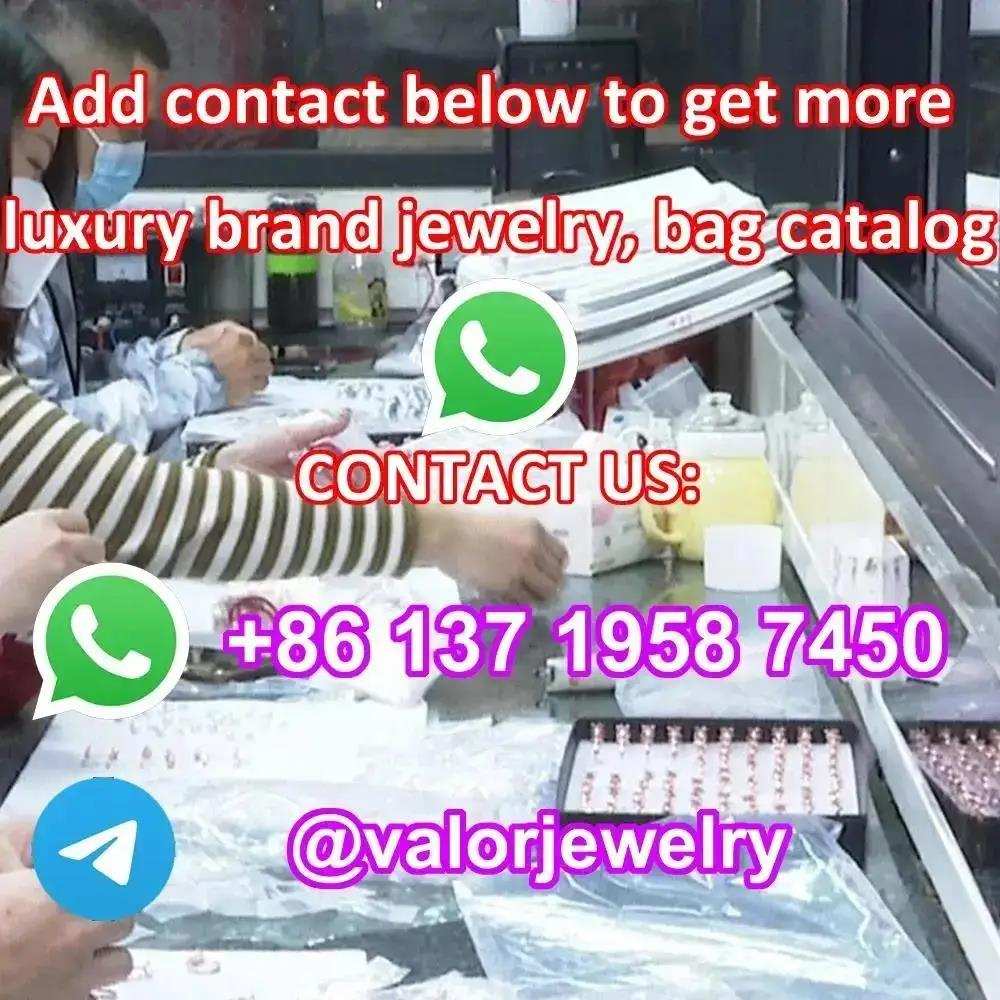 Add contact below to get more
luxury brand jewelry, bag catalog
CONTACT US:
+86 137 1958 7450
@valorjewelry